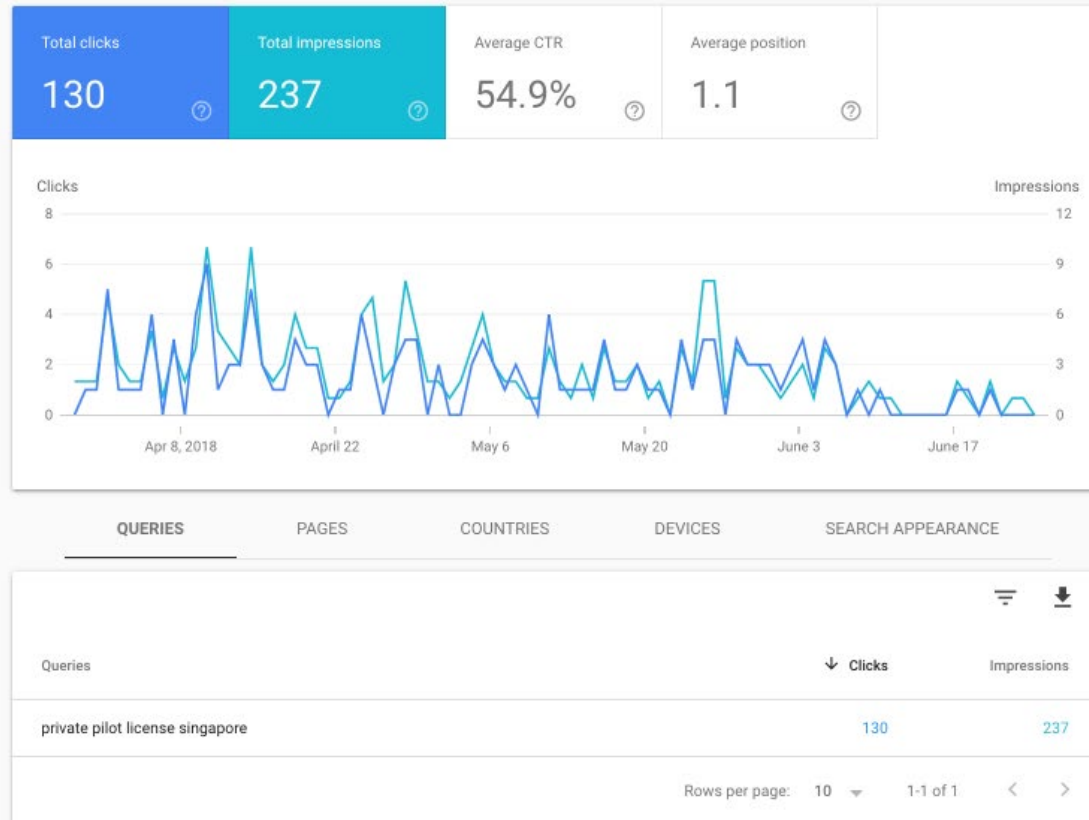 Total clicks Total impressions Average CTR Average position
130 237 54.9% 1.1
Clicks Impressions
8 12
6 9
4 6
2 3
0 0
Apr 8, 2018 April 22 May 6 May 20 June 3 June 17
QUERIES PAGES COUNTRIES DEVICES SEARCH APPEARANCE
Queries Clicks Impressions
private pilot license singapore 130 237
Rows per page: 10 1-1 of 1